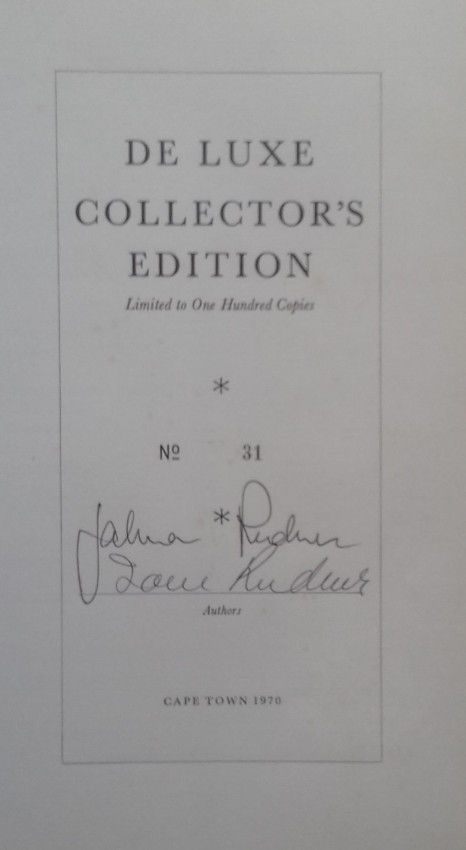 DE LUXE
COLLECTOR'S
EDITION
Limited to One Hundred Copies
*
Nº 31
*
Jalmar Rudner
Ione Rudner
Authors
CAPE TOWN 1970